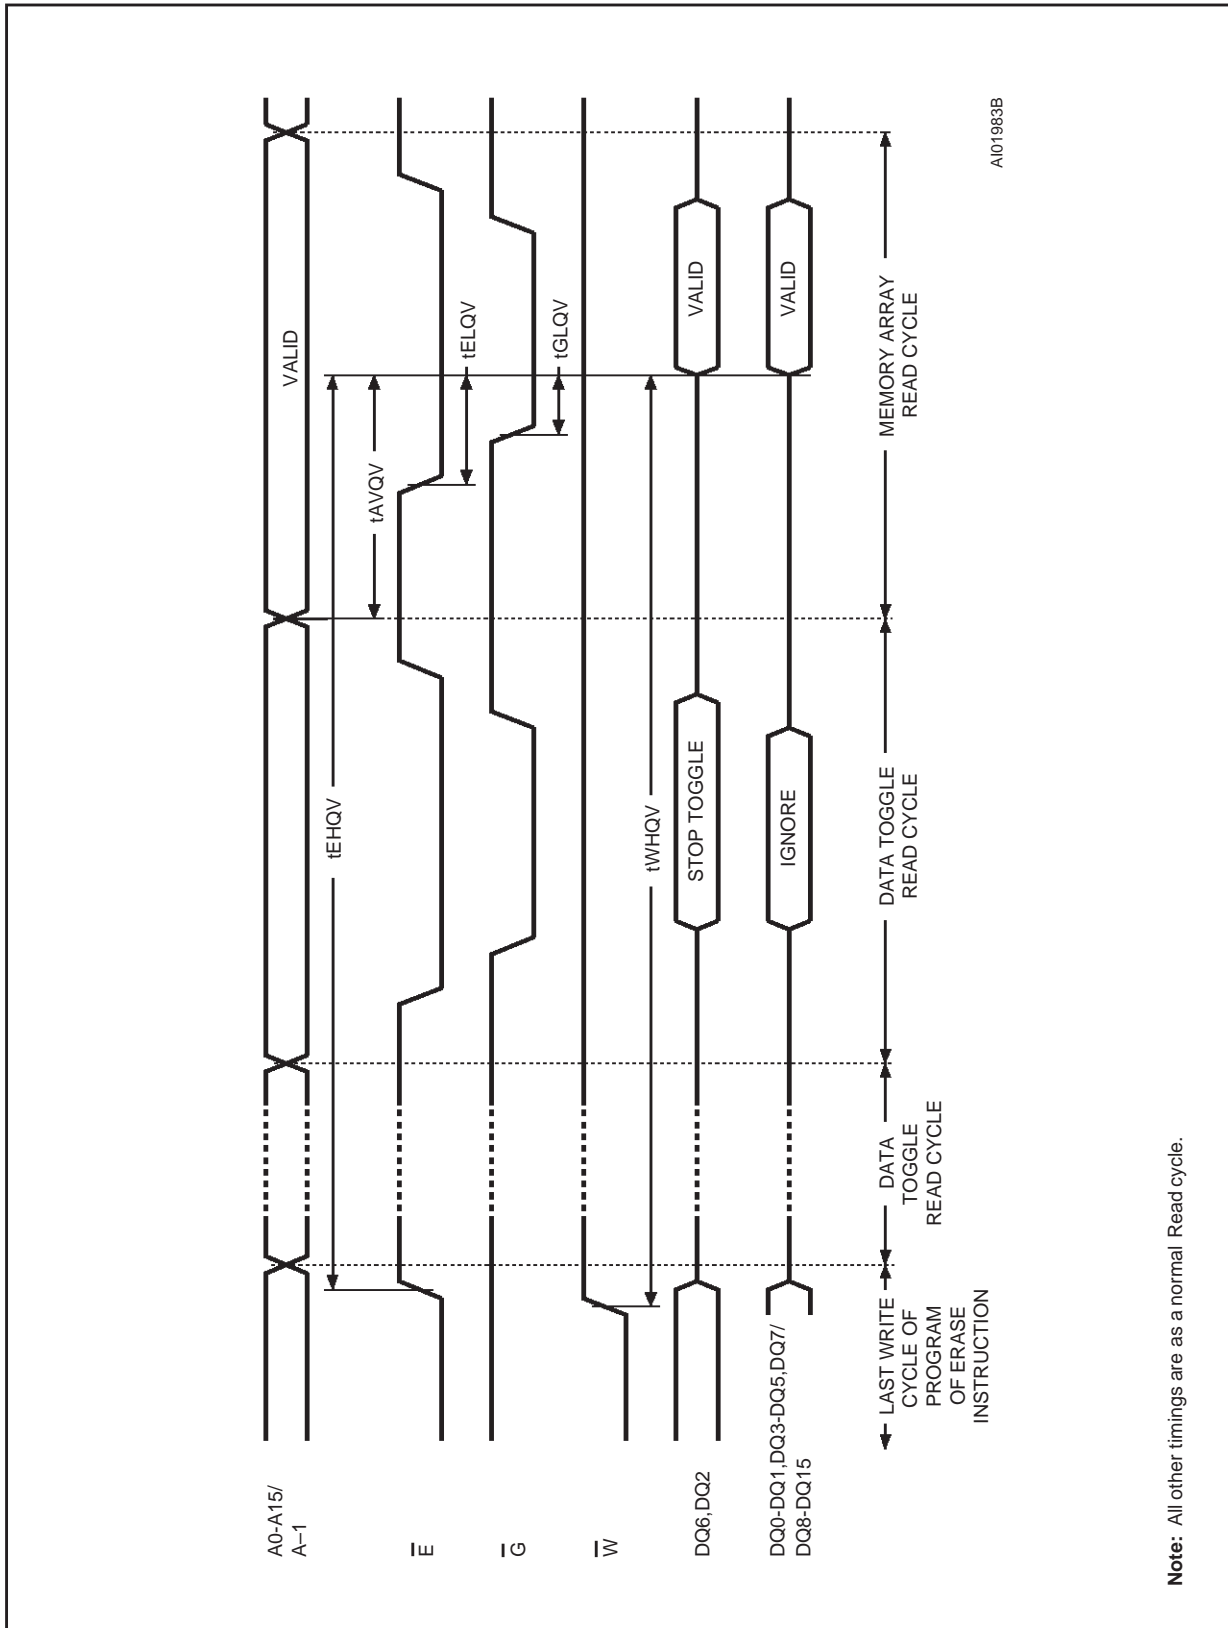 A0-A15/
A–1
VALID
tEHQV
tAVQV
E
tELQV
G
tGLQV
W
tWHQV
DQ6,DQ2
STOP TOGGLE
VALID
DQ0-DQ1,DQ3-DQ5,DQ7/
DQ8-DQ15
IGNORE
VALID
LAST WRITE
CYCLE OF
PROGRAM
OF ERASE
INSTRUCTION
DATA
TOGGLE
READ CYCLE
DATA TOGGLE
READ CYCLE
MEMORY ARRAY
READ CYCLE
AI01983B
Note: All other timings are as a normal Read cycle.